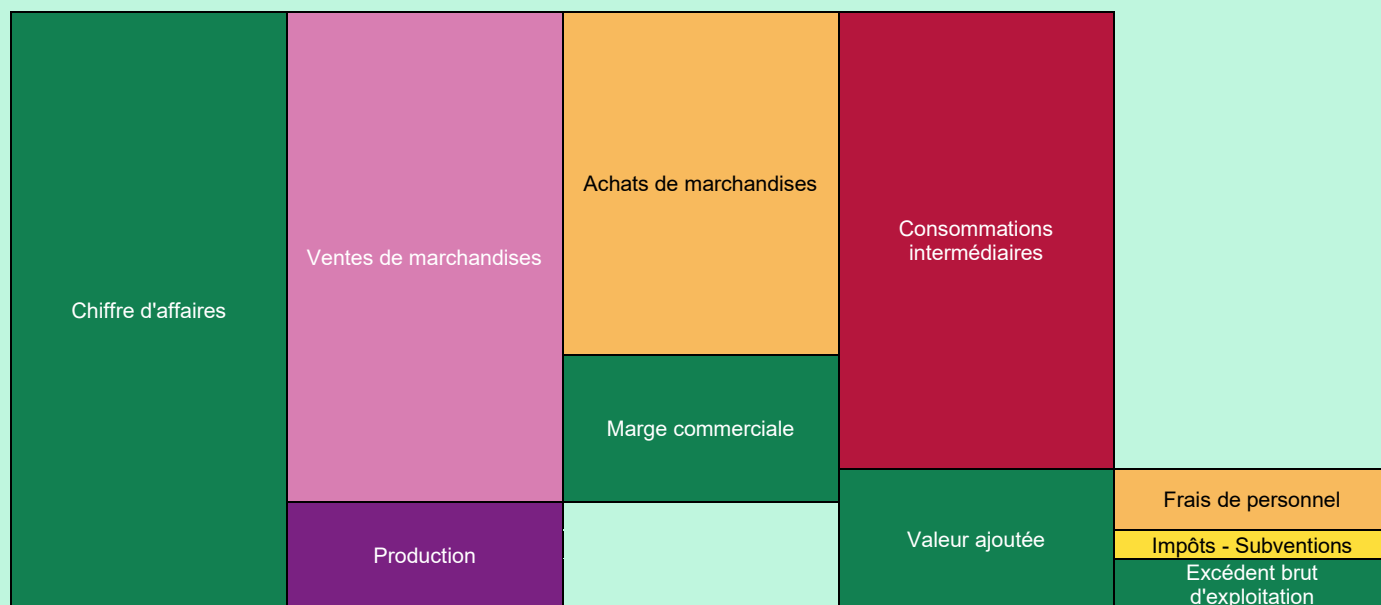 Chiffre d'affaires
Ventes de marchandises
Production
Achats de marchandises
Marge commerciale
Consommations
intermédiaires
Valeur ajoutée
Frais de personnel
Impôts - Subventions
Excédent brut
d'exploitation